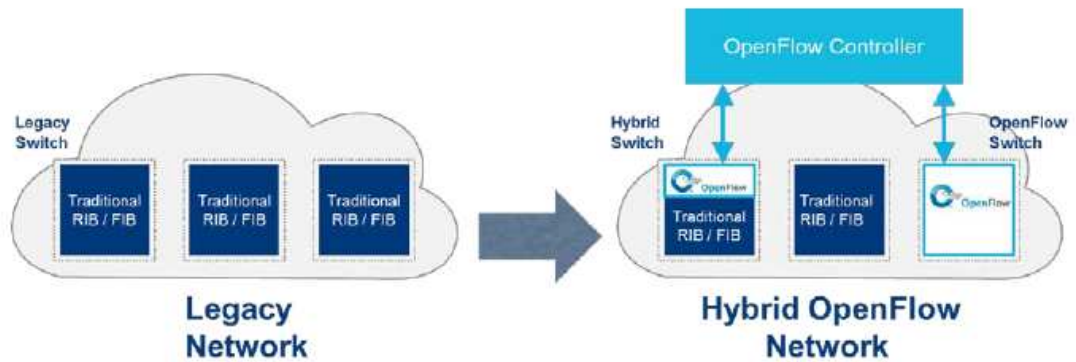 OpenFlow Controller
Legacy
Switch
Hybrid
Switch
OpenFlow
Switch
Traditional
RIB / FIB
Traditional
RIB / FIB
Traditional
RIB / FIB
OpenFlow
Traditional
RIB / FIB
Traditional
RIB / FIB
OpenFlow
Legacy
Network
Hybrid OpenFlow
Network